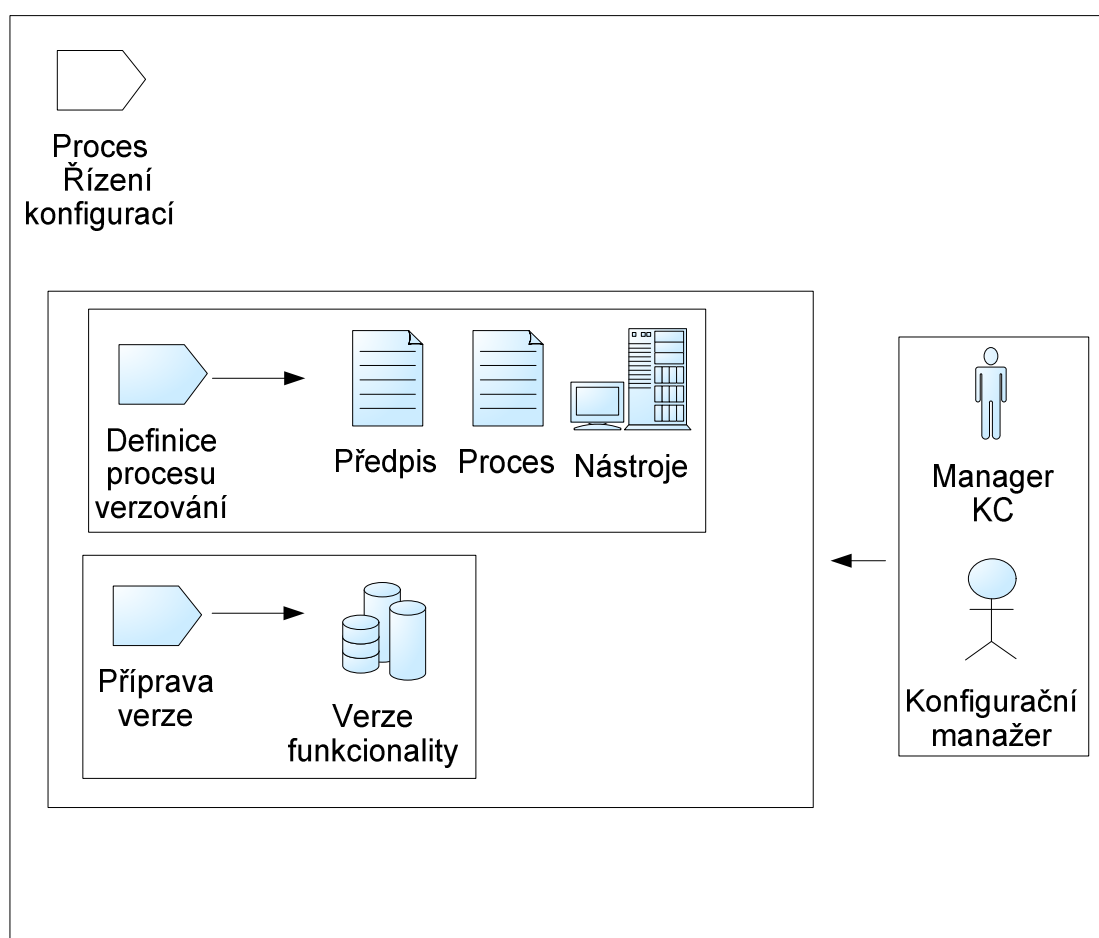 Proces
Řízení
konfigurací
Definice
procesu
verzování
Předpis
Proces
Nástroje
Manager
KC
Příprava
verze
Verze
funkcionality
Konfigurační
manažer